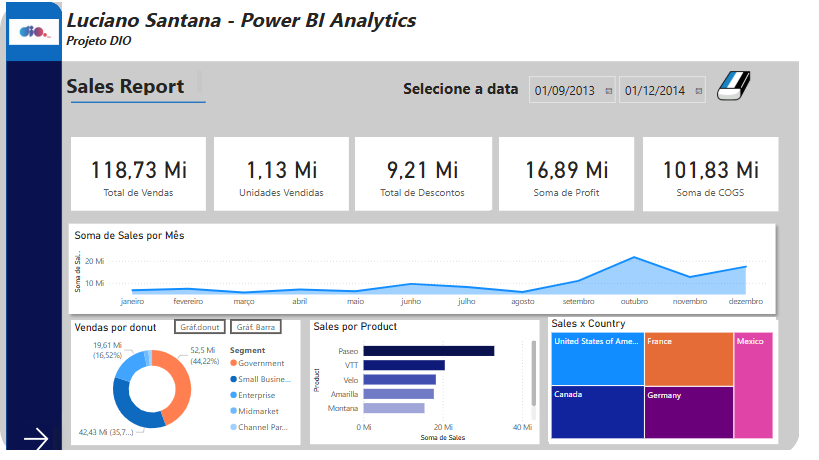 Luciano Santana - Power BI Analytics
Projeto DIO
DIO
Sales Report
Selecione a data
01/09/2013
01/12/2014
118,73 Mi
Total de Vendas
1,13 Mi
Unidades Vendidas
9,21 Mi
Total de Descontos
16,89 Mi
Soma de Profit
101,83 Mi
Soma de COGS
Soma de Sales por Mês
Soma de Sal...
20 Mi
10 Mi
janeiro fevereiro março abril maio junho julho agosto setembro outubro novembro dezembro
Vendas por donut
Gráf.donut
Gráf. Barra
19,61 Mi
(16,52%)
52,5 Mi
(44,22%)
42,43 Mi (35,7...)
Segment
Government
Small Busine...
Enterprise
Midmarket
Channel Par...
Sales por Product
Product
Paseo
VTT
Velo
Amarilla
Montana
0 Mi 20 Mi 40 Mi
Soma de Sales
Sales x Country
United States of Ame...
France
Mexico
Canada
Germany